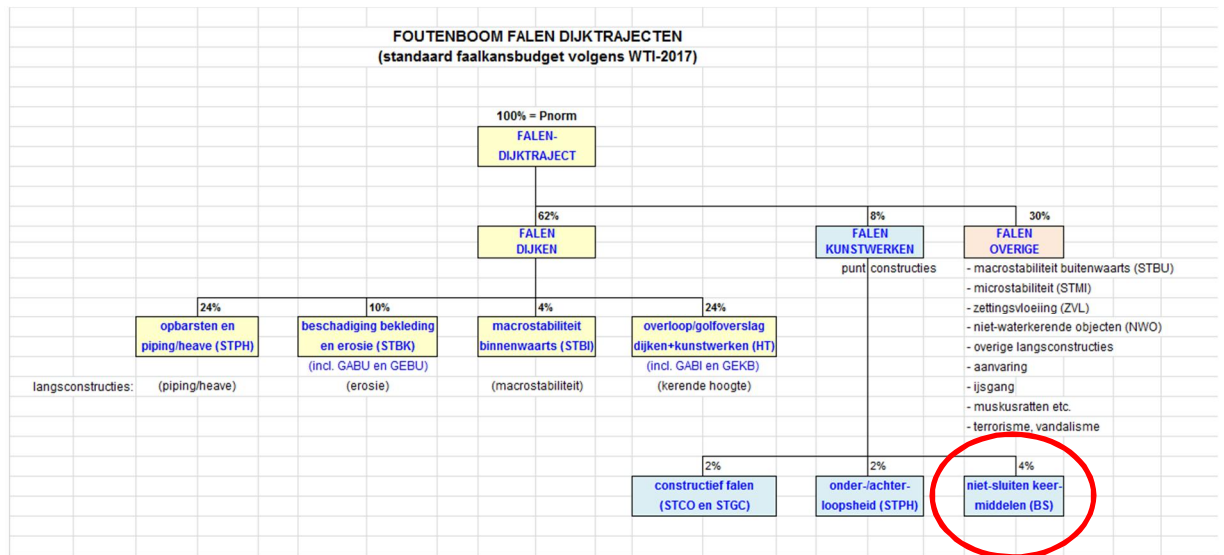 FOUTENBOOM FALEN DIJKTRAJECTEN
(standaard faalkansbudget volgens WTI-2017)
100% = Pnorm
FALEN-
DIJKTRAJECT
62%
8%
30%
FALEN
DIJKEN
FALEN
KUNSTWERKEN
FALEN
OVERIGE
punt constructies
- macrostabiliteit buitenwaarts (STBU)
- microstabiliteit (STMI)
- zettingsvloeiing (ZVL)
- niet-waterkerende objecten (NWO)
- overige langsconstructies
- aanvaring
- ijsgang
- muskusratten etc.
- terrorisme, vandalisme
24%
10%
4%
24%
opbarsten en
piping/heave (STPH)
beschadiging bekleding
en erosie (STBK)
macrostabiliteit
binnenwaarts (STBI)
overloop/golfoverslag
dijken+kunstwerken (HT)
(incl. GABU en GEBU)
(incl. GABI en GEKB)
langsconstructies:
(piping/heave)
(erosie)
(macrostabiliteit)
(kerende hoogte)
2%
2%
4%
constructief falen
(STCO en STGC)
onder-/achter-
loopsheid (STPH)
niet-sluiten keer-
middelen (BS)